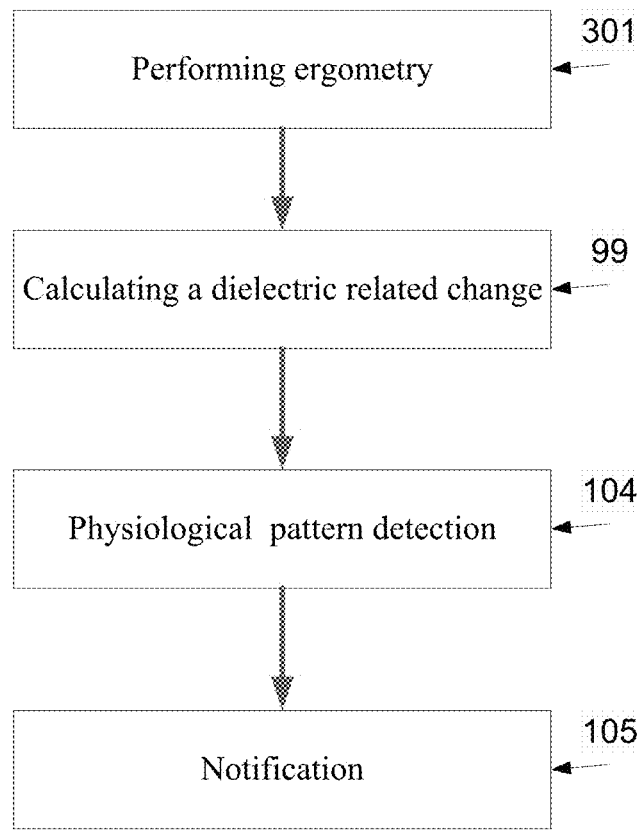 301
Performing ergometry
99
Calculating a dielectric related change
104
Physiological pattern detection
105
Notification